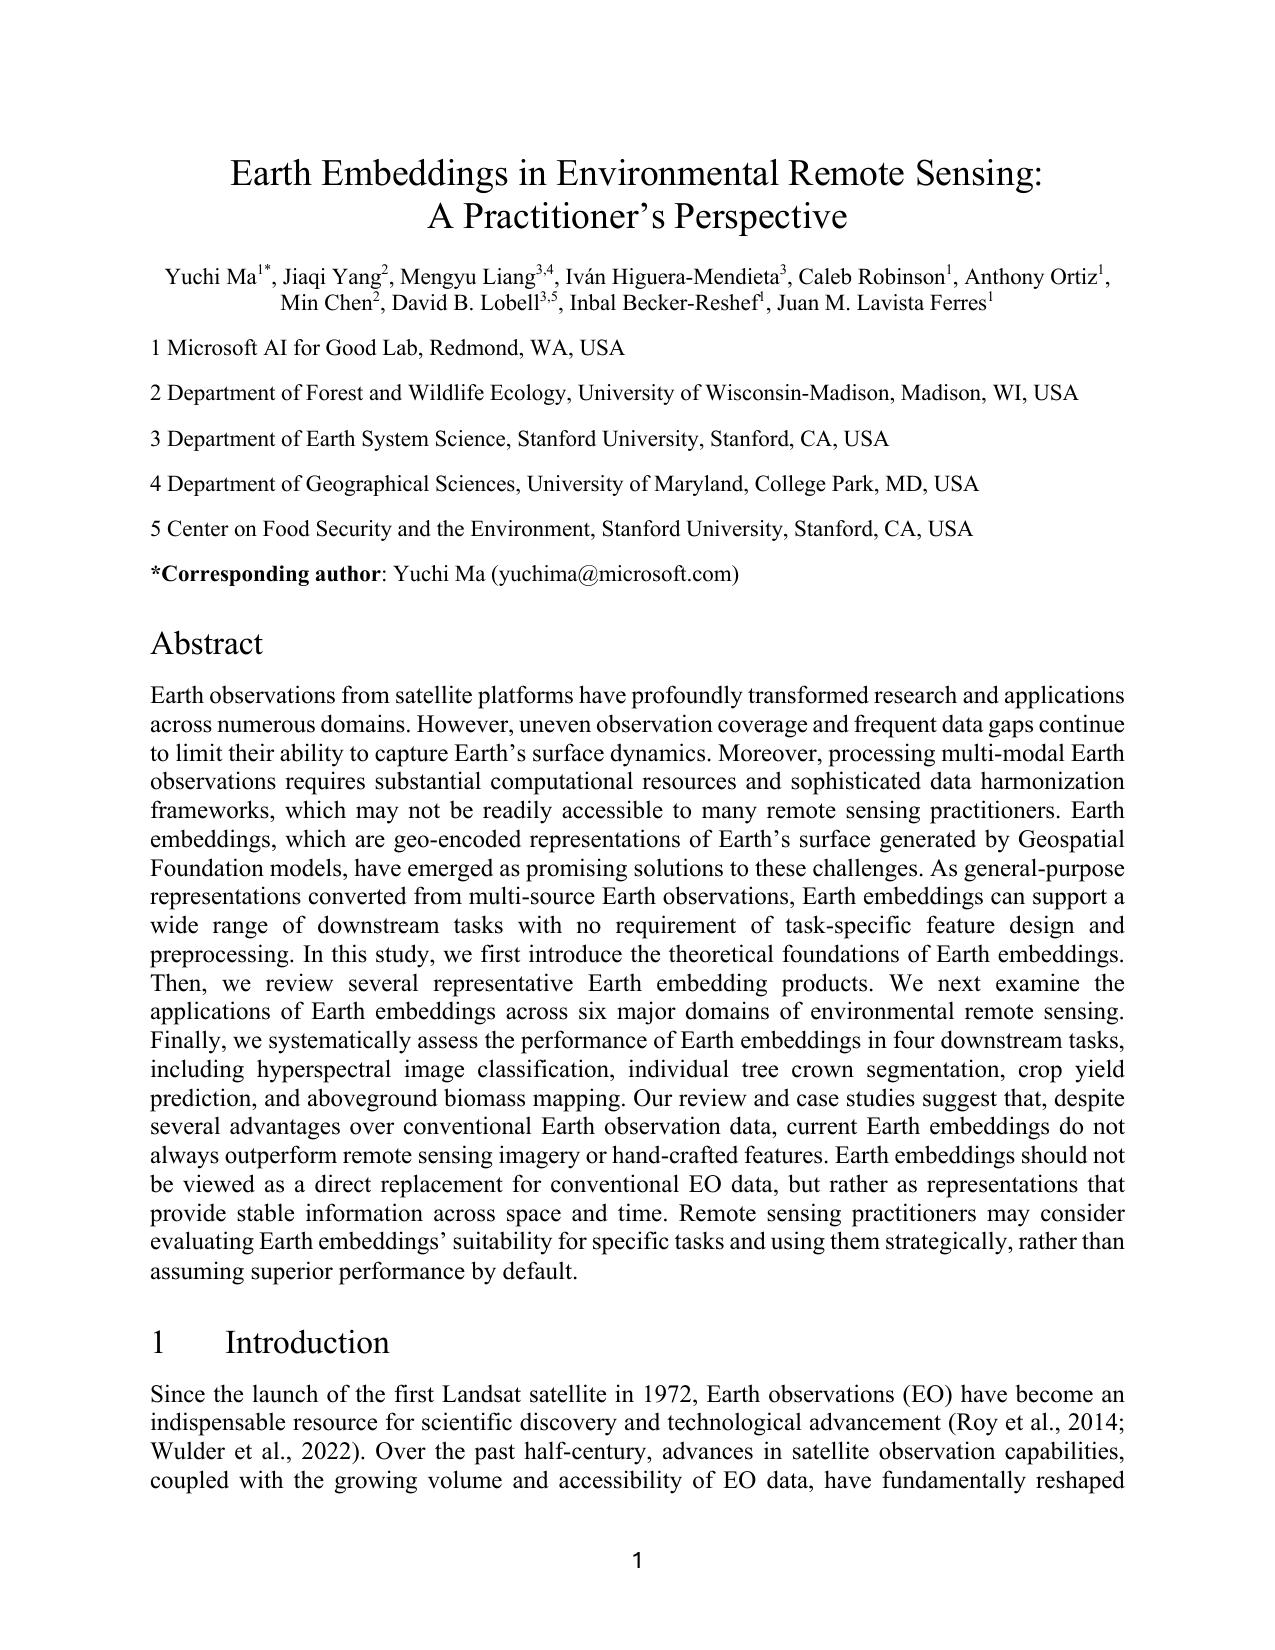 Earth Embeddings in Environmental Remote Sensing:
A Practitioner’s Perspective
Yuchi Ma1*, Jiaqi Yang2, Mengyu Liang3,4, Iván Higuera-Mendieta3, Caleb Robinson1, Anthony Ortiz1,
Min Chen2, David B. Lobell3,5, Inbal Becker-Reshef1, Juan M. Lavista Ferres1
1 Microsoft AI for Good Lab, Redmond, WA, USA
2 Department of Forest and Wildlife Ecology, University of Wisconsin-Madison, Madison, WI, USA
3 Department of Earth System Science, Stanford University, Stanford, CA, USA
4 Department of Geographical Sciences, University of Maryland, College Park, MD, USA
5 Center on Food Security and the Environment, Stanford University, Stanford, CA, USA
*Corresponding author: Yuchi Ma (yuchima@microsoft.com)
Abstract
Earth observations from satellite platforms have profoundly transformed research and applications
across numerous domains. However, uneven observation coverage and frequent data gaps continue
to limit their ability to capture Earth’s surface dynamics. Moreover, processing multi-modal Earth
observations requires substantial computational resources and sophisticated data harmonization
frameworks, which may not be readily accessible to many remote sensing practitioners. Earth
embeddings, which are geo-encoded representations of Earth’s surface generated by Geospatial
Foundation models, have emerged as promising solutions to these challenges. As general-purpose
representations converted from multi-source Earth observations, Earth embeddings can support a
wide range of downstream tasks with no requirement of task-specific feature design and
preprocessing. In this study, we first introduce the theoretical foundations of Earth embeddings.
Then, we review several representative Earth embedding products. We next examine the
applications of Earth embeddings across six major domains of environmental remote sensing.
Finally, we systematically assess the performance of Earth embeddings in four downstream tasks,
including hyperspectral image classification, individual tree crown segmentation, crop yield
prediction, and aboveground biomass mapping. Our review and case studies suggest that, despite
several advantages over conventional Earth observation data, current Earth embeddings do not
always outperform remote sensing imagery or hand-crafted features. Earth embeddings should not
be viewed as a direct replacement for conventional EO data, but rather as representations that
provide stable information across space and time. Remote sensing practitioners may consider
evaluating Earth embeddings’ suitability for specific tasks and using them strategically, rather than
assuming superior performance by default.
1 Introduction
Since the launch of the first Landsat satellite in 1972, Earth observations (EO) have become an
indispensable resource for scientific discovery and technological advancement (Roy et al., 2014;
Wulder et al., 2022). Over the past half-century, advances in satellite observation capabilities,
coupled with the growing volume and accessibility of EO data, have fundamentally reshaped
1